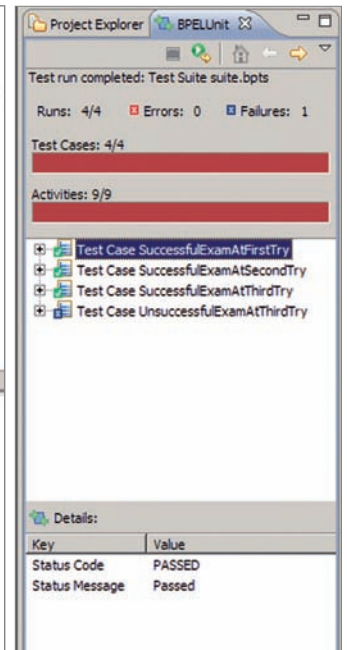 Project Explorer BPELUnit
Test run completed: Test Suite suite.bpts
Runs: 4/4 Errors: 0 Failures: 1
Test Cases: 4/4
Activities: 9/9
Test Case SuccessfulExamAtFirstTry
Test Case SuccessfulExamAtSecondTry
Test Case SuccessfulExamAtThirdTry
Test Case UnsuccessfulExamAtThirdTry
Details:
Key Value
Status Code PASSED
Status Message Passed